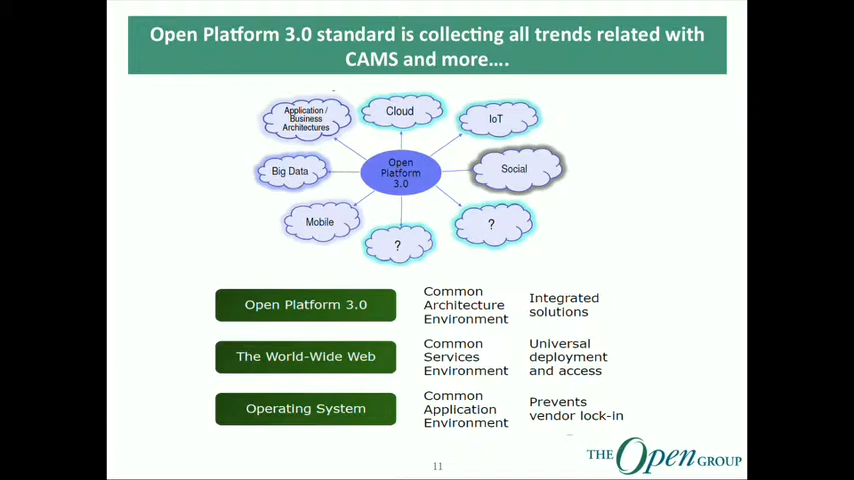 Open Platform 3.0 standard is collecting all trends related with
CAMS and more….
Application /
Business
Architectures
Cloud
IoT
Big Data
Open
Platform
3.0
Social
Mobile
?
?
Open Platform 3.0
Common
Architecture
Environment
Integrated
solutions
The World-Wide Web
Common
Services
Environment
Universal
deployment
and access
Operating System
Common
Application
Environment
Prevents
vendor lock-in
11
THE Open GROUP